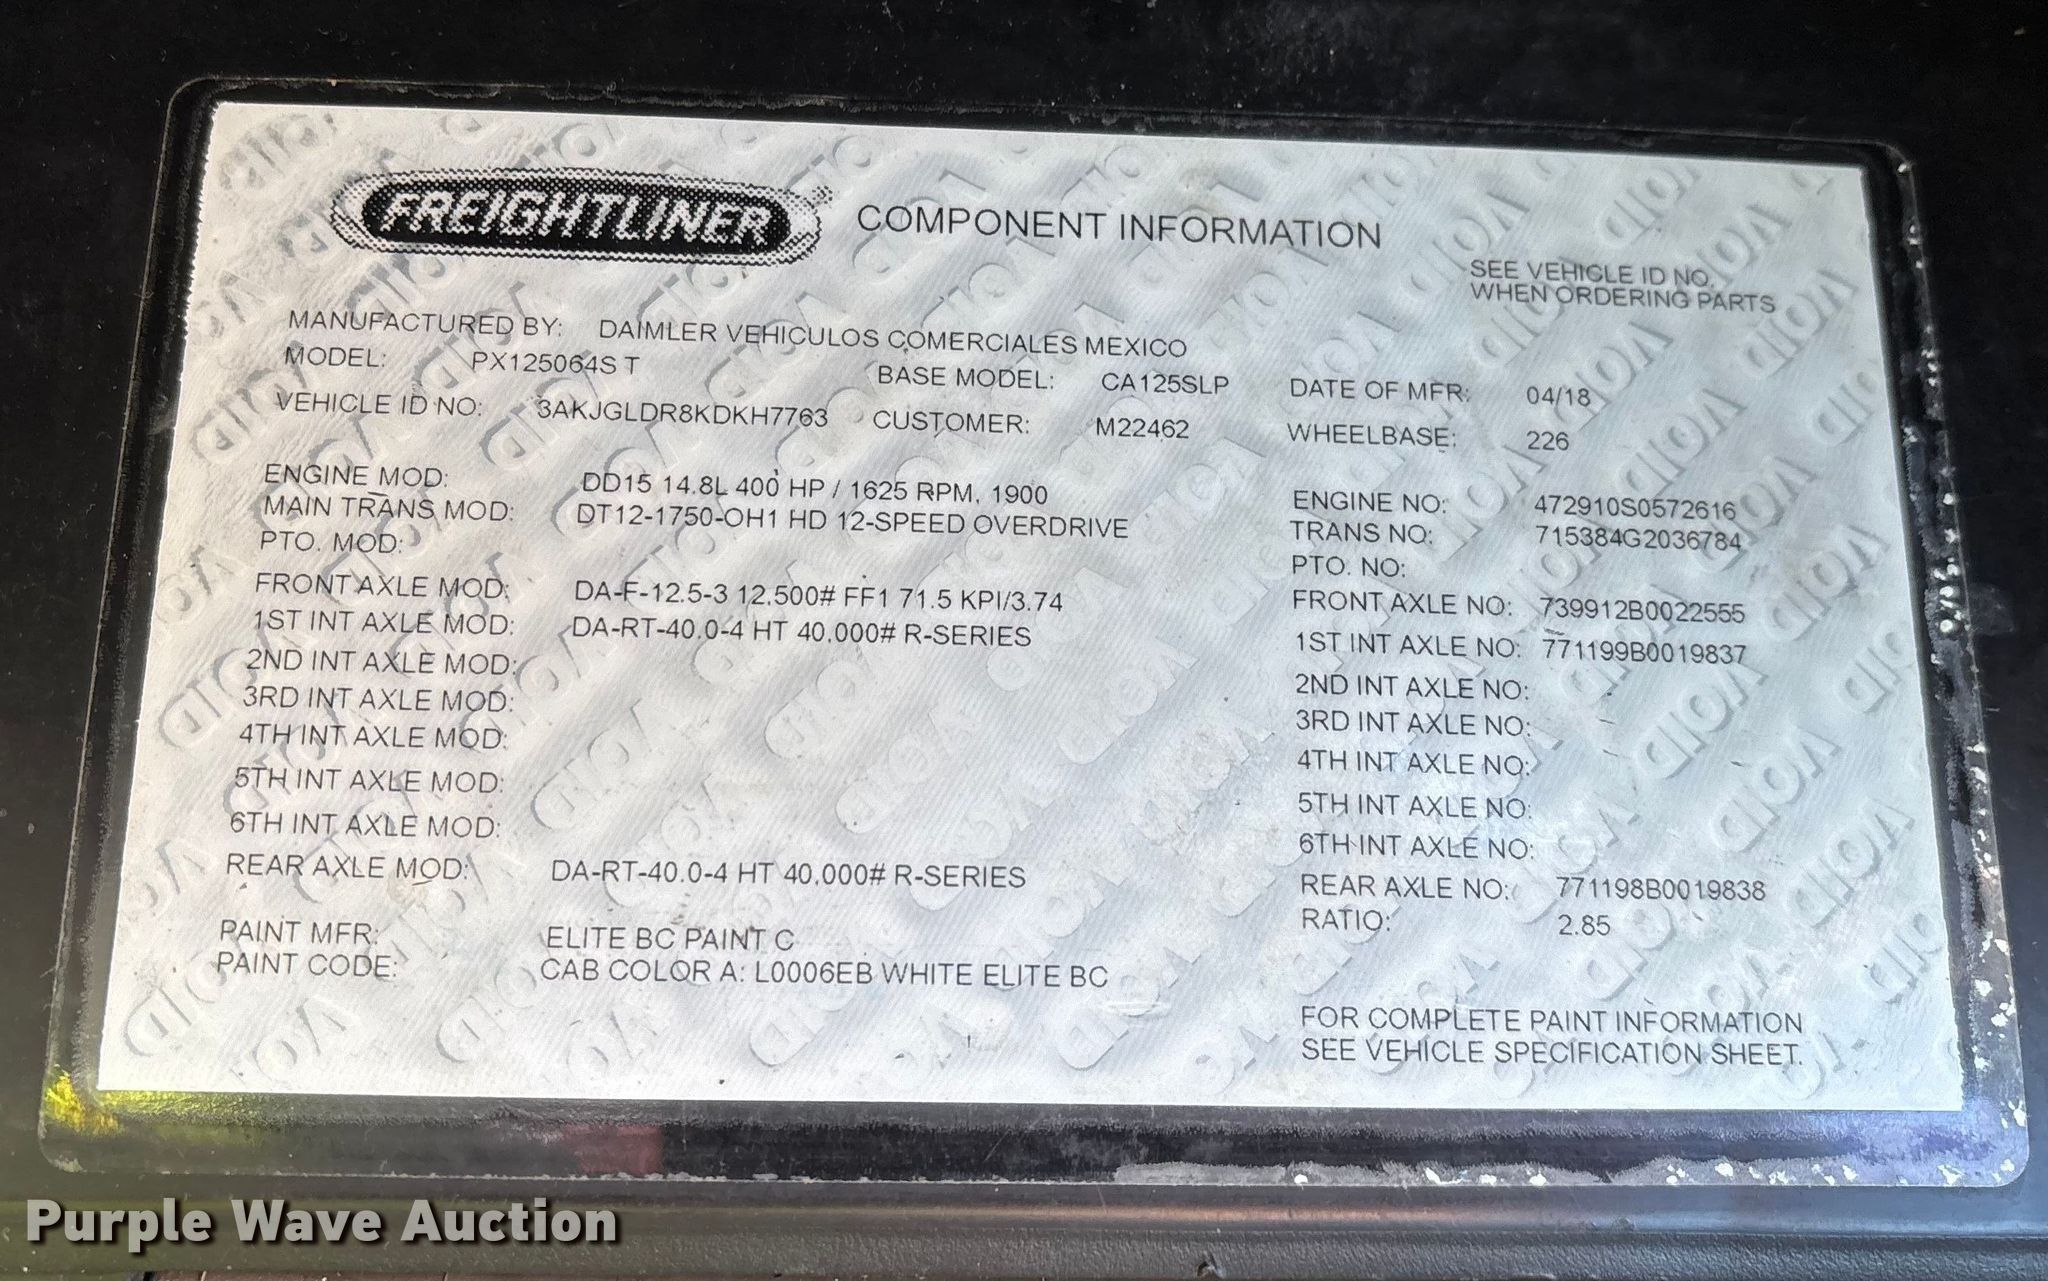 FREIGHTLINER COMPONENT INFORMATION
SEE VEHICLE ID NO.
WHEN ORDERING PARTS
MANUFACTURED BY: DAIMLER VEHICULOS COMERCIALES MEXICO
MODEL: PX125064S T BASE MODEL: CA125SLP DATE OF MFR: 04/18
VEHICLE ID NO: 3AKJGLDR8KDKH7763 CUSTOMER: M22462 WHEELBASE: 226
ENGINE MOD: DD15 14.8L 400 HP / 1625 RPM, 1900 ENGINE NO: 472910S0572616
MAIN TRANS MOD: DT12-1750-OH1 HD 12-SPEED OVERDRIVE TRANS NO: 715384G2036784
PTO. MOD: PTO. NO:
FRONT AXLE MOD: DA-F-12.5-3 12,500# FF1 71.5 KPI/3.74 FRONT AXLE NO: 739912B0022555
1ST INT AXLE MOD: DA-RT-40.0-4 HT 40,000# R-SERIES 1ST INT AXLE NO: 771199B0019837
2ND INT AXLE MOD: 2ND INT AXLE NO:
3RD INT AXLE MOD: 3RD INT AXLE NO:
4TH INT AXLE MOD: 4TH INT AXLE NO:
5TH INT AXLE MOD: 5TH INT AXLE NO:
6TH INT AXLE MOD: 6TH INT AXLE NO:
REAR AXLE MOD: DA-RT-40.0-4 HT 40,000# R-SERIES REAR AXLE NO: 771198B0019838
RATIO: 2.85
PAINT MFR: ELITE BC PAINT C
PAINT CODE: CAB COLOR A: L0006EB WHITE ELITE BC
FOR COMPLETE PAINT INFORMATION
SEE VEHICLE SPECIFICATION SHEET.
Purple Wave Auction